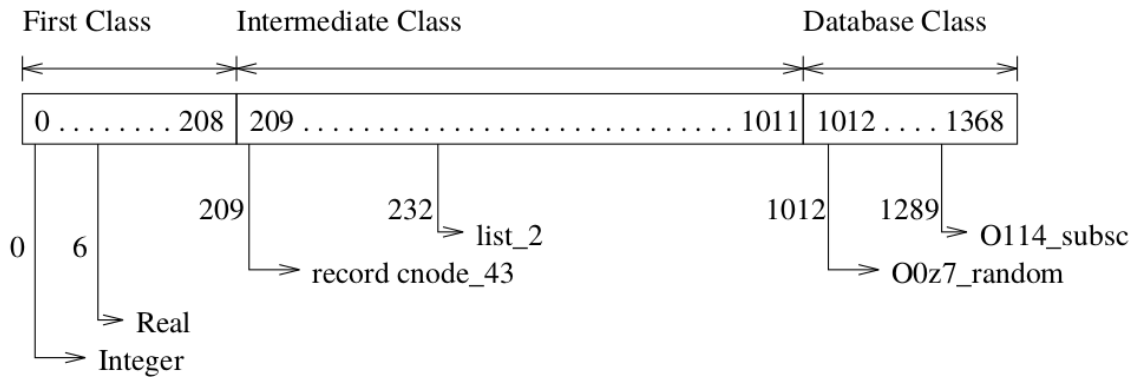 First Class Intermediate Class Database Class
0 . . . . . . . . 208 209 . . . . . . . . . . . . . . . . . . . . . . . . . . . . . . . 1011 1012 . . . . 1368
209 232 1012 1289
0 6 list_2 O114_subsc
record cnode_43 O0z7_random
Real
Integer